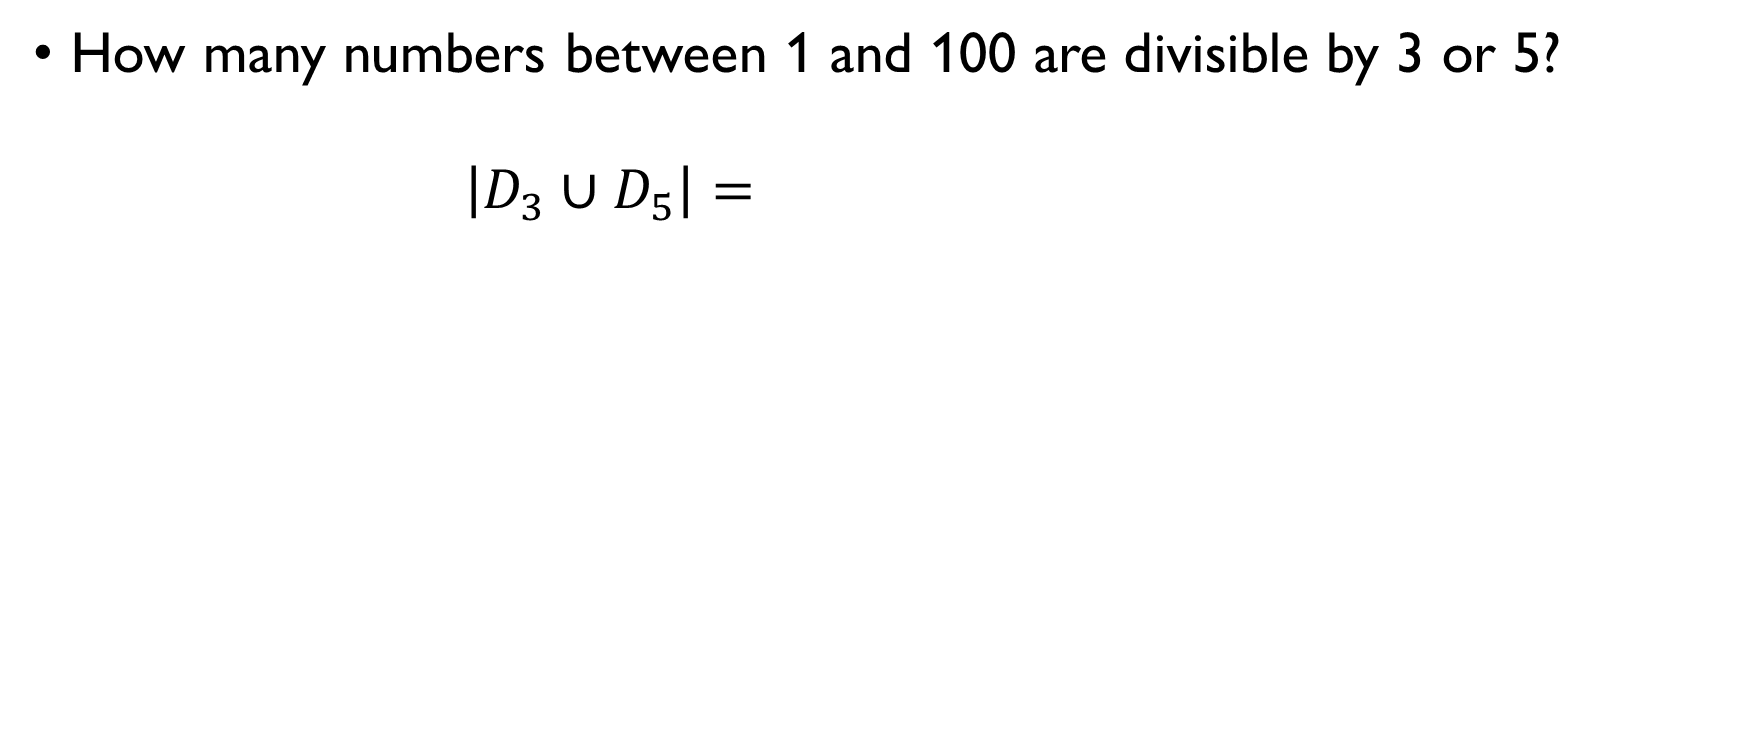 • How many numbers between 1 and 100 are divisible by 3 or 5?
|D₃ ∪ D₅| =